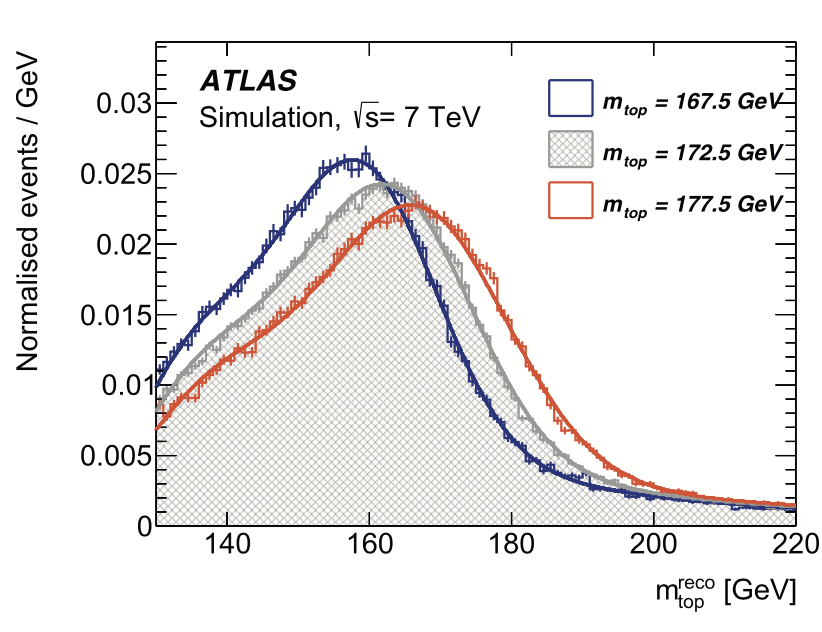 Normalised events / GeV
ATLAS
Simulation, √s= 7 TeV
m_top = 167.5 GeV
m_top = 172.5 GeV
m_top = 177.5 GeV
0.03
0.025
0.02
0.015
0.01
0.005
0
140 160 180 200 220
m_top^reco [GeV]